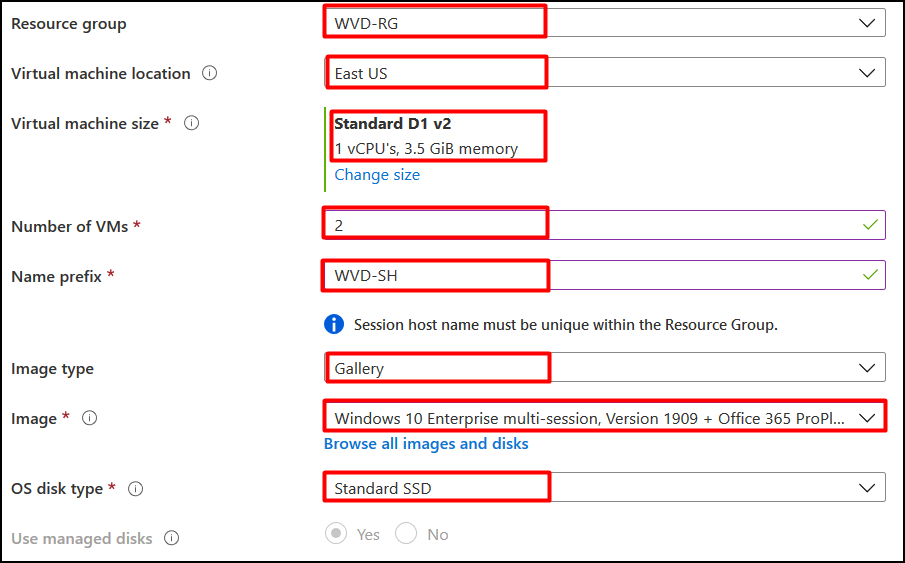 Resource group WVD-RG
Virtual machine location East US
Virtual machine size * Standard D1 v2
1 vCPU's, 3.5 GiB memory
Change size
Number of VMs * 2
Name prefix * WVD-SH
Session host name must be unique within the Resource Group.
Image type Gallery
Image * Windows 10 Enterprise multi-session, Version 1909 + Office 365 ProPl...
Browse all images and disks
OS disk type * Standard SSD
Use managed disks Yes No